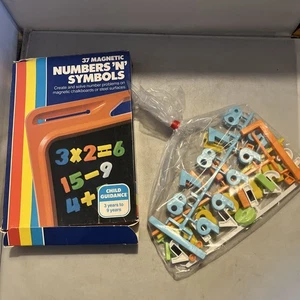 37 MAGNETIC
NUMBERS 'N'
SYMBOLS
Create and solve number problems on
magnetic chalkboards or steel surfaces
3×2=6
15-9
4+
CHILD
GUIDANCE
3 years to
9 years